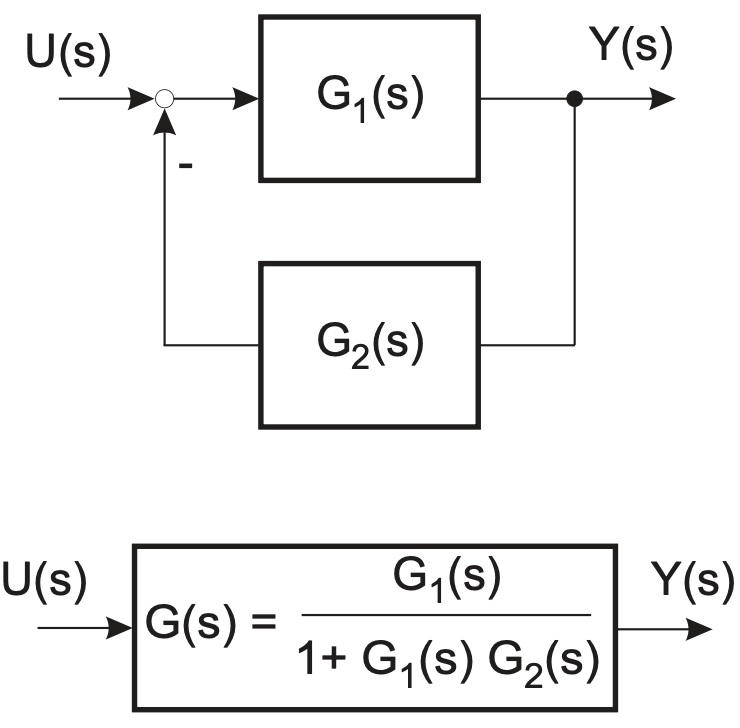 U(s)
G₁(s)
Y(s)
-
G₂(s)
U(s)
G(s) = G₁(s)
1+ G₁(s) G₂(s)
Y(s)